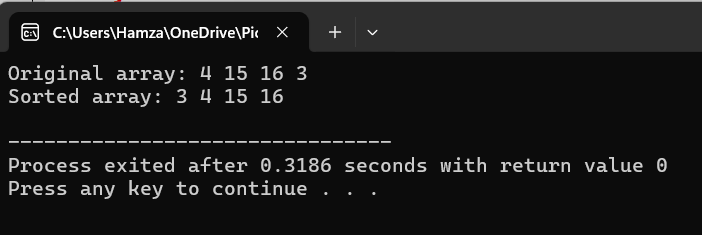 C:\Users\Hamza\OneDrive\Pic
Original array: 4 15 16 3
Sorted array: 3 4 15 16
--------------------------------
Process exited after 0.3186 seconds with return value 0
Press any key to continue . . .